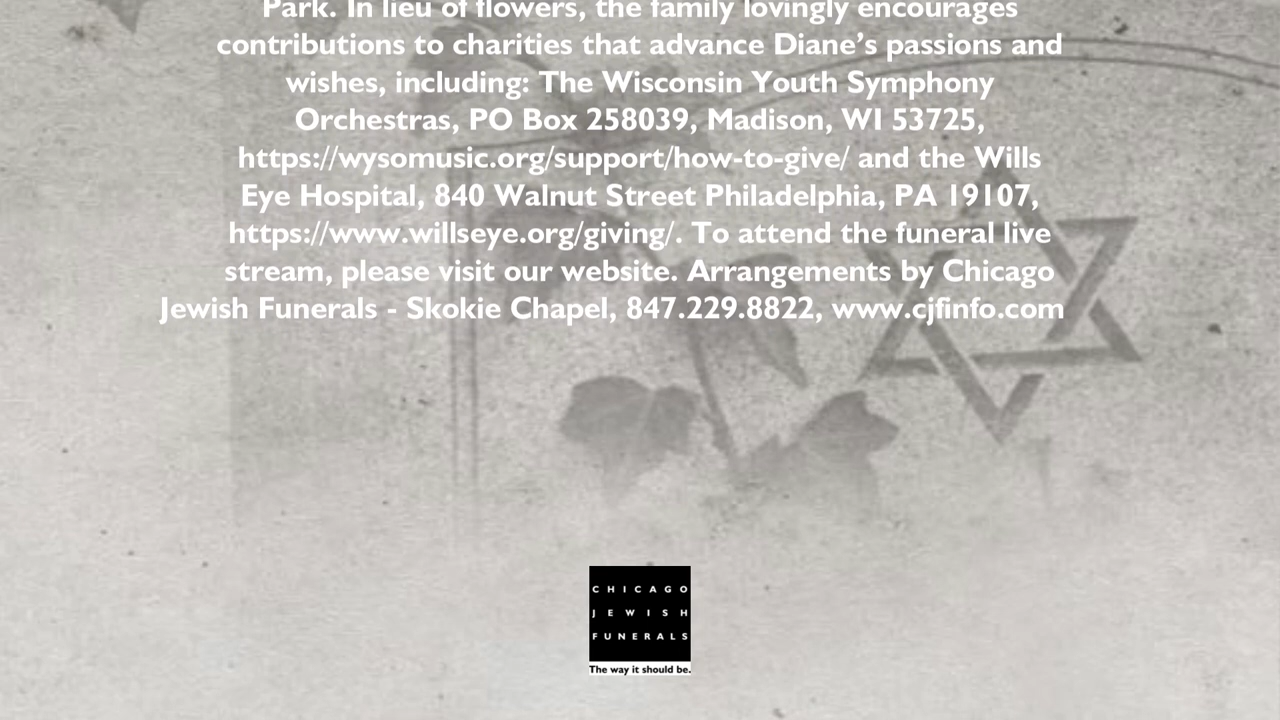 Park. In lieu of flowers, the family lovingly encourages
contributions to charities that advance Diane’s passions and
wishes, including: The Wisconsin Youth Symphony
Orchestras, PO Box 258039, Madison, WI 53725,
https://wysomusic.org/support/how-to-give/ and the Wills
Eye Hospital, 840 Walnut Street Philadelphia, PA 19107,
https://www.willseye.org/giving/. To attend the funeral live
stream, please visit our website. Arrangements by Chicago
Jewish Funerals - Skokie Chapel, 847.229.8822, www.cjfinfo.com
CHICAGO
JEWISH
FUNERALS
The way it should be.